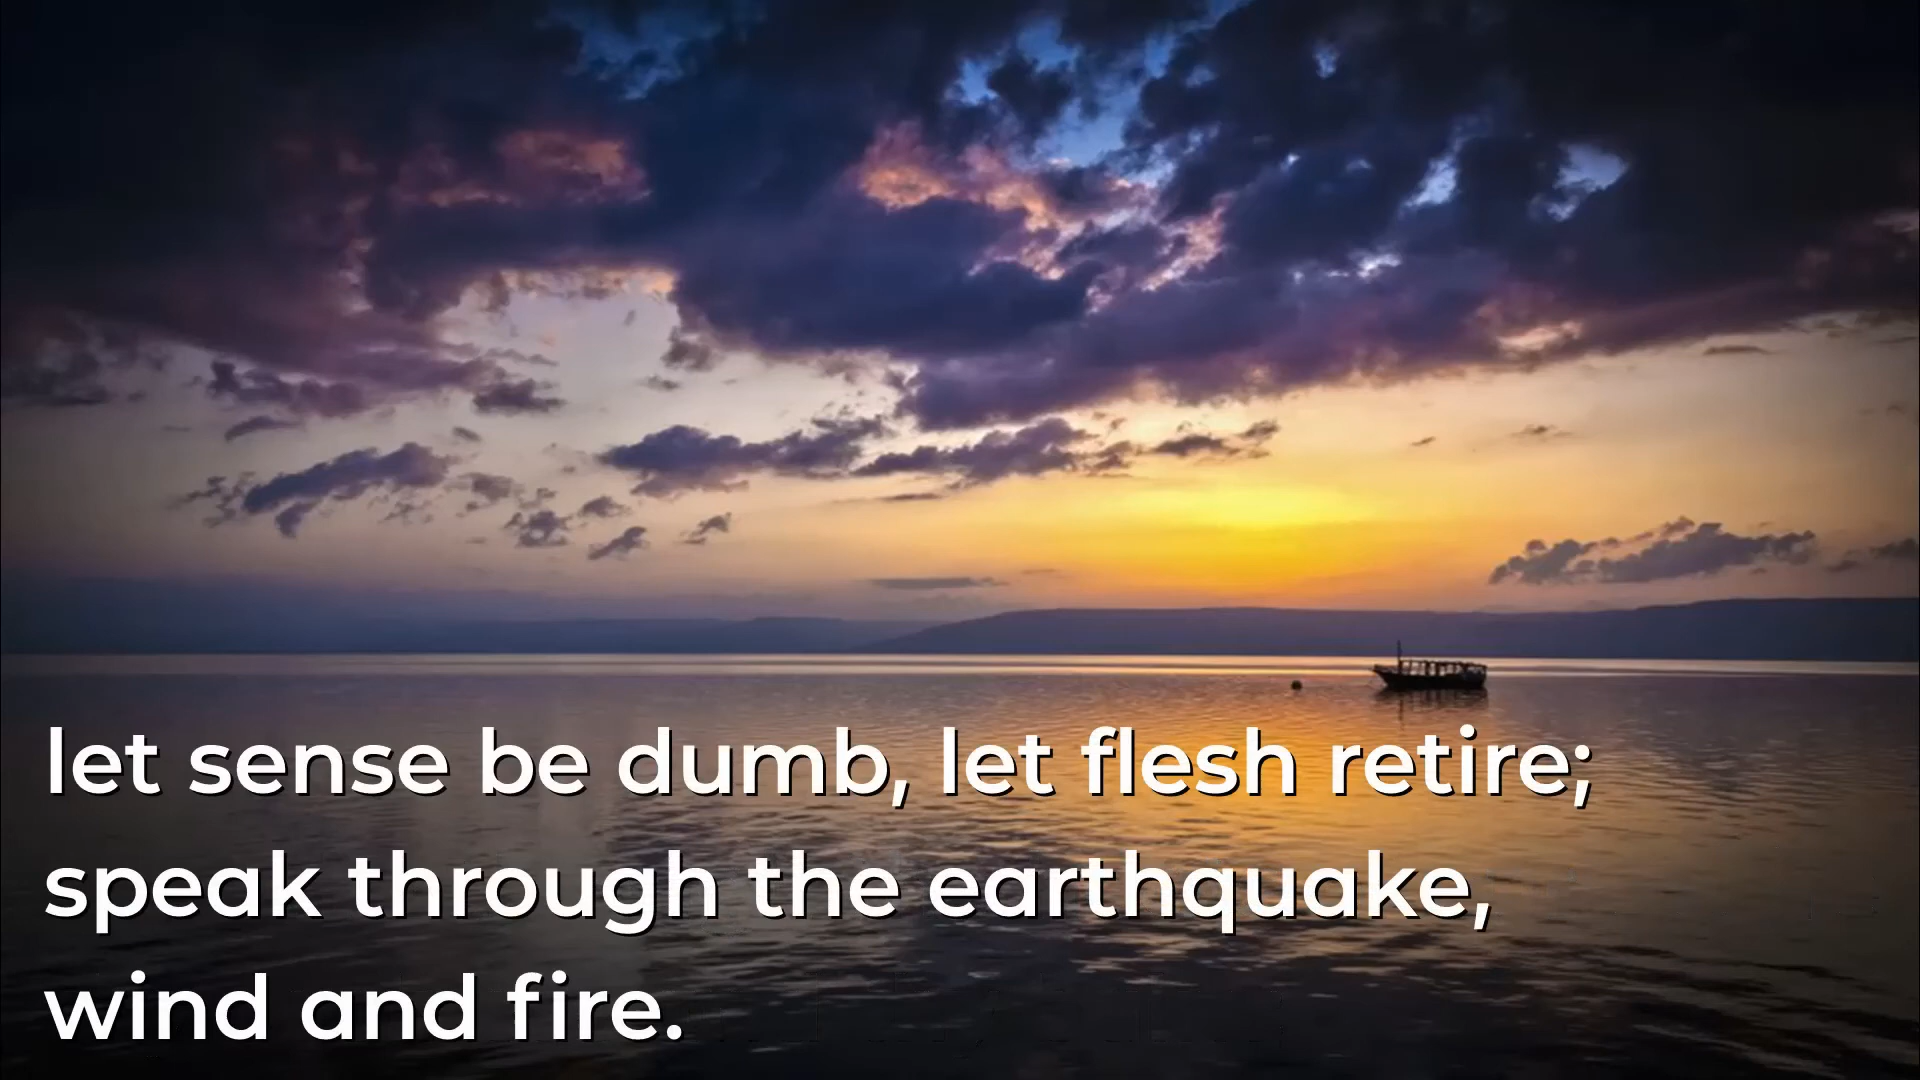 let sense be dumb, let flesh retire;
speak through the earthquake,
wind and fire.